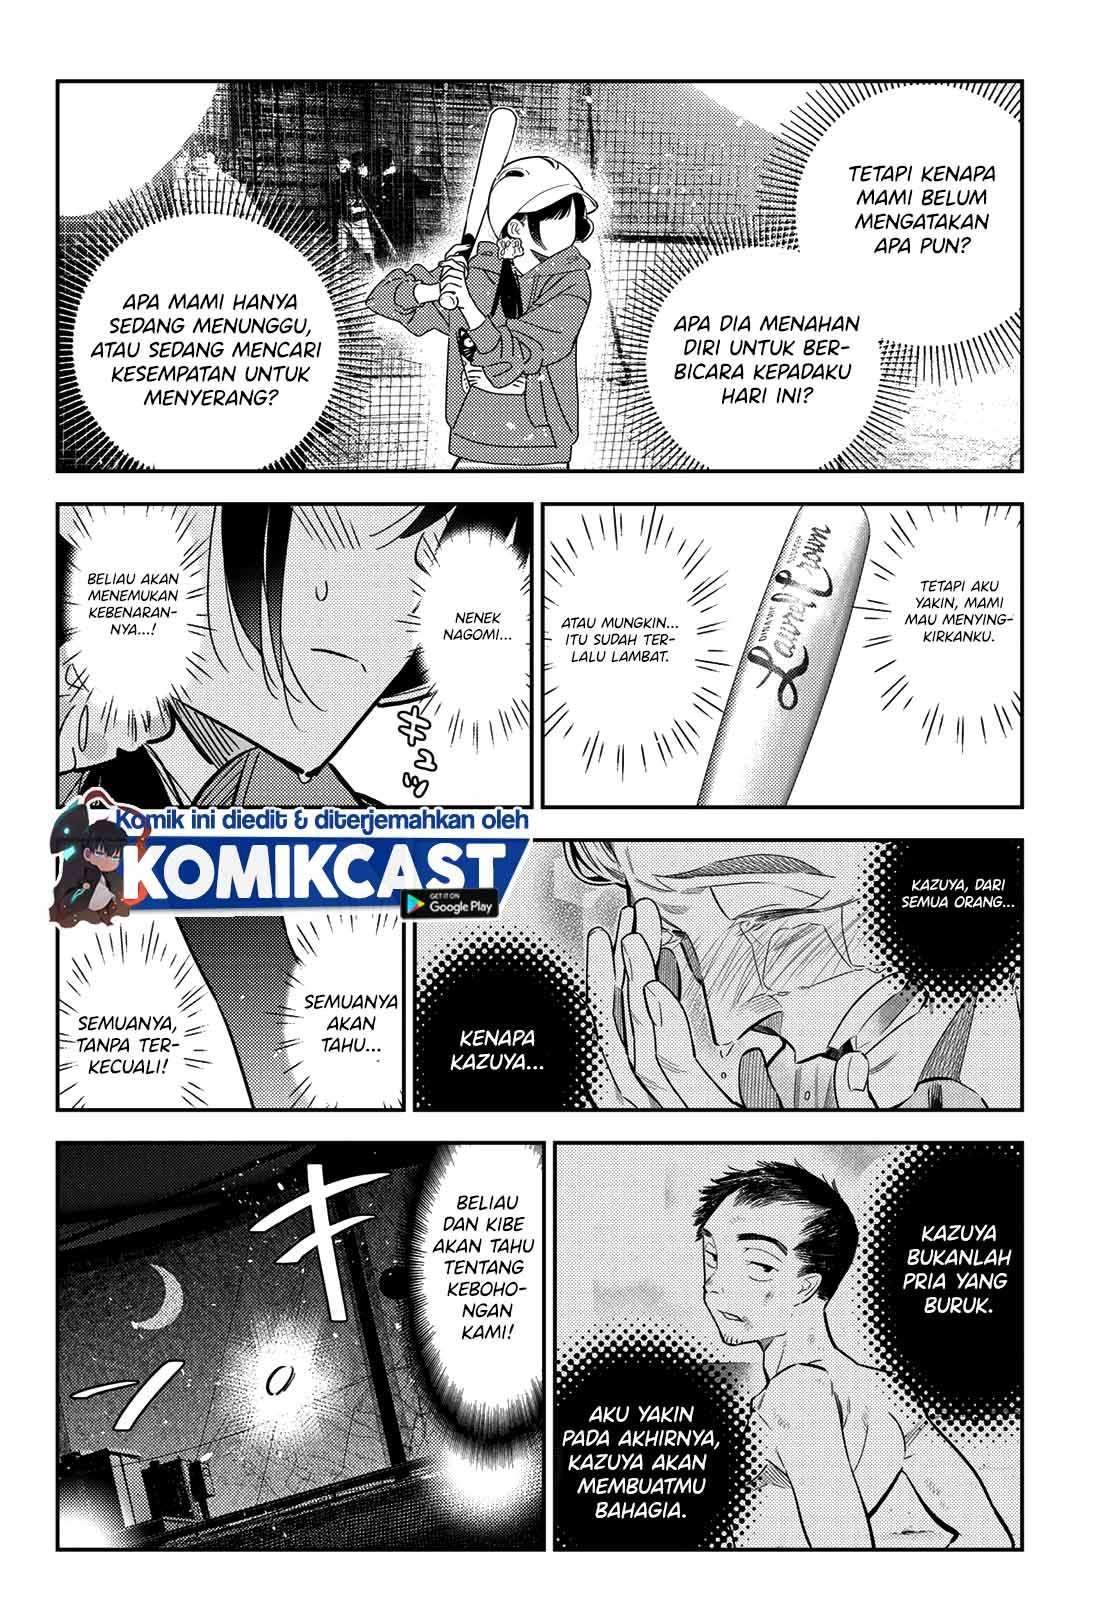 TETAPI KENAPA
MAMI BELUM
MENGATAKAN
APA PUN?
APA DIA MENAHAN
DIRI UNTUK BER-
BICARA KEPADAKU
HARI INI?
APA MAMI HANYA
SEDANG MENUNGGU,
ATAU SEDANG MENCARI
KESEMPATAN UNTUK
MENYERANG?
TETAPI AKU
YAKIN, MAMI
MAU MENYING-
KIRKANKU.
Laurel Crown
ATAU MUNGKIN...
ITU SUDAH TER-
LALU LAMBAT.
NENEK
NAGOMI...
BELIAU AKAN
MENEMUKAN
KEBENARAN-
NYA...!
ギュッ
Komik ini diedit & diterjemahkan oleh
KOMIKCAST
GET IT ON
Google Play
KAZUYA, DARI
SEMUA ORANG...
KENAPA
KAZUYA...
SEMUANYA
AKAN
TAHU...
SEMUANYA,
TANPA TER-
KECUALI!
KAZUYA
BUKANLAH
PRIA YANG
BURUK.
AKU YAKIN
PADA AKHIRNYA,
KAZUYA AKAN
MEMBUATMU
BAHAGIA.
BELIAU
DAN KIBE
AKAN TAHU
TENTANG
KEBOHO-
NGAN
KAMI!
キィ